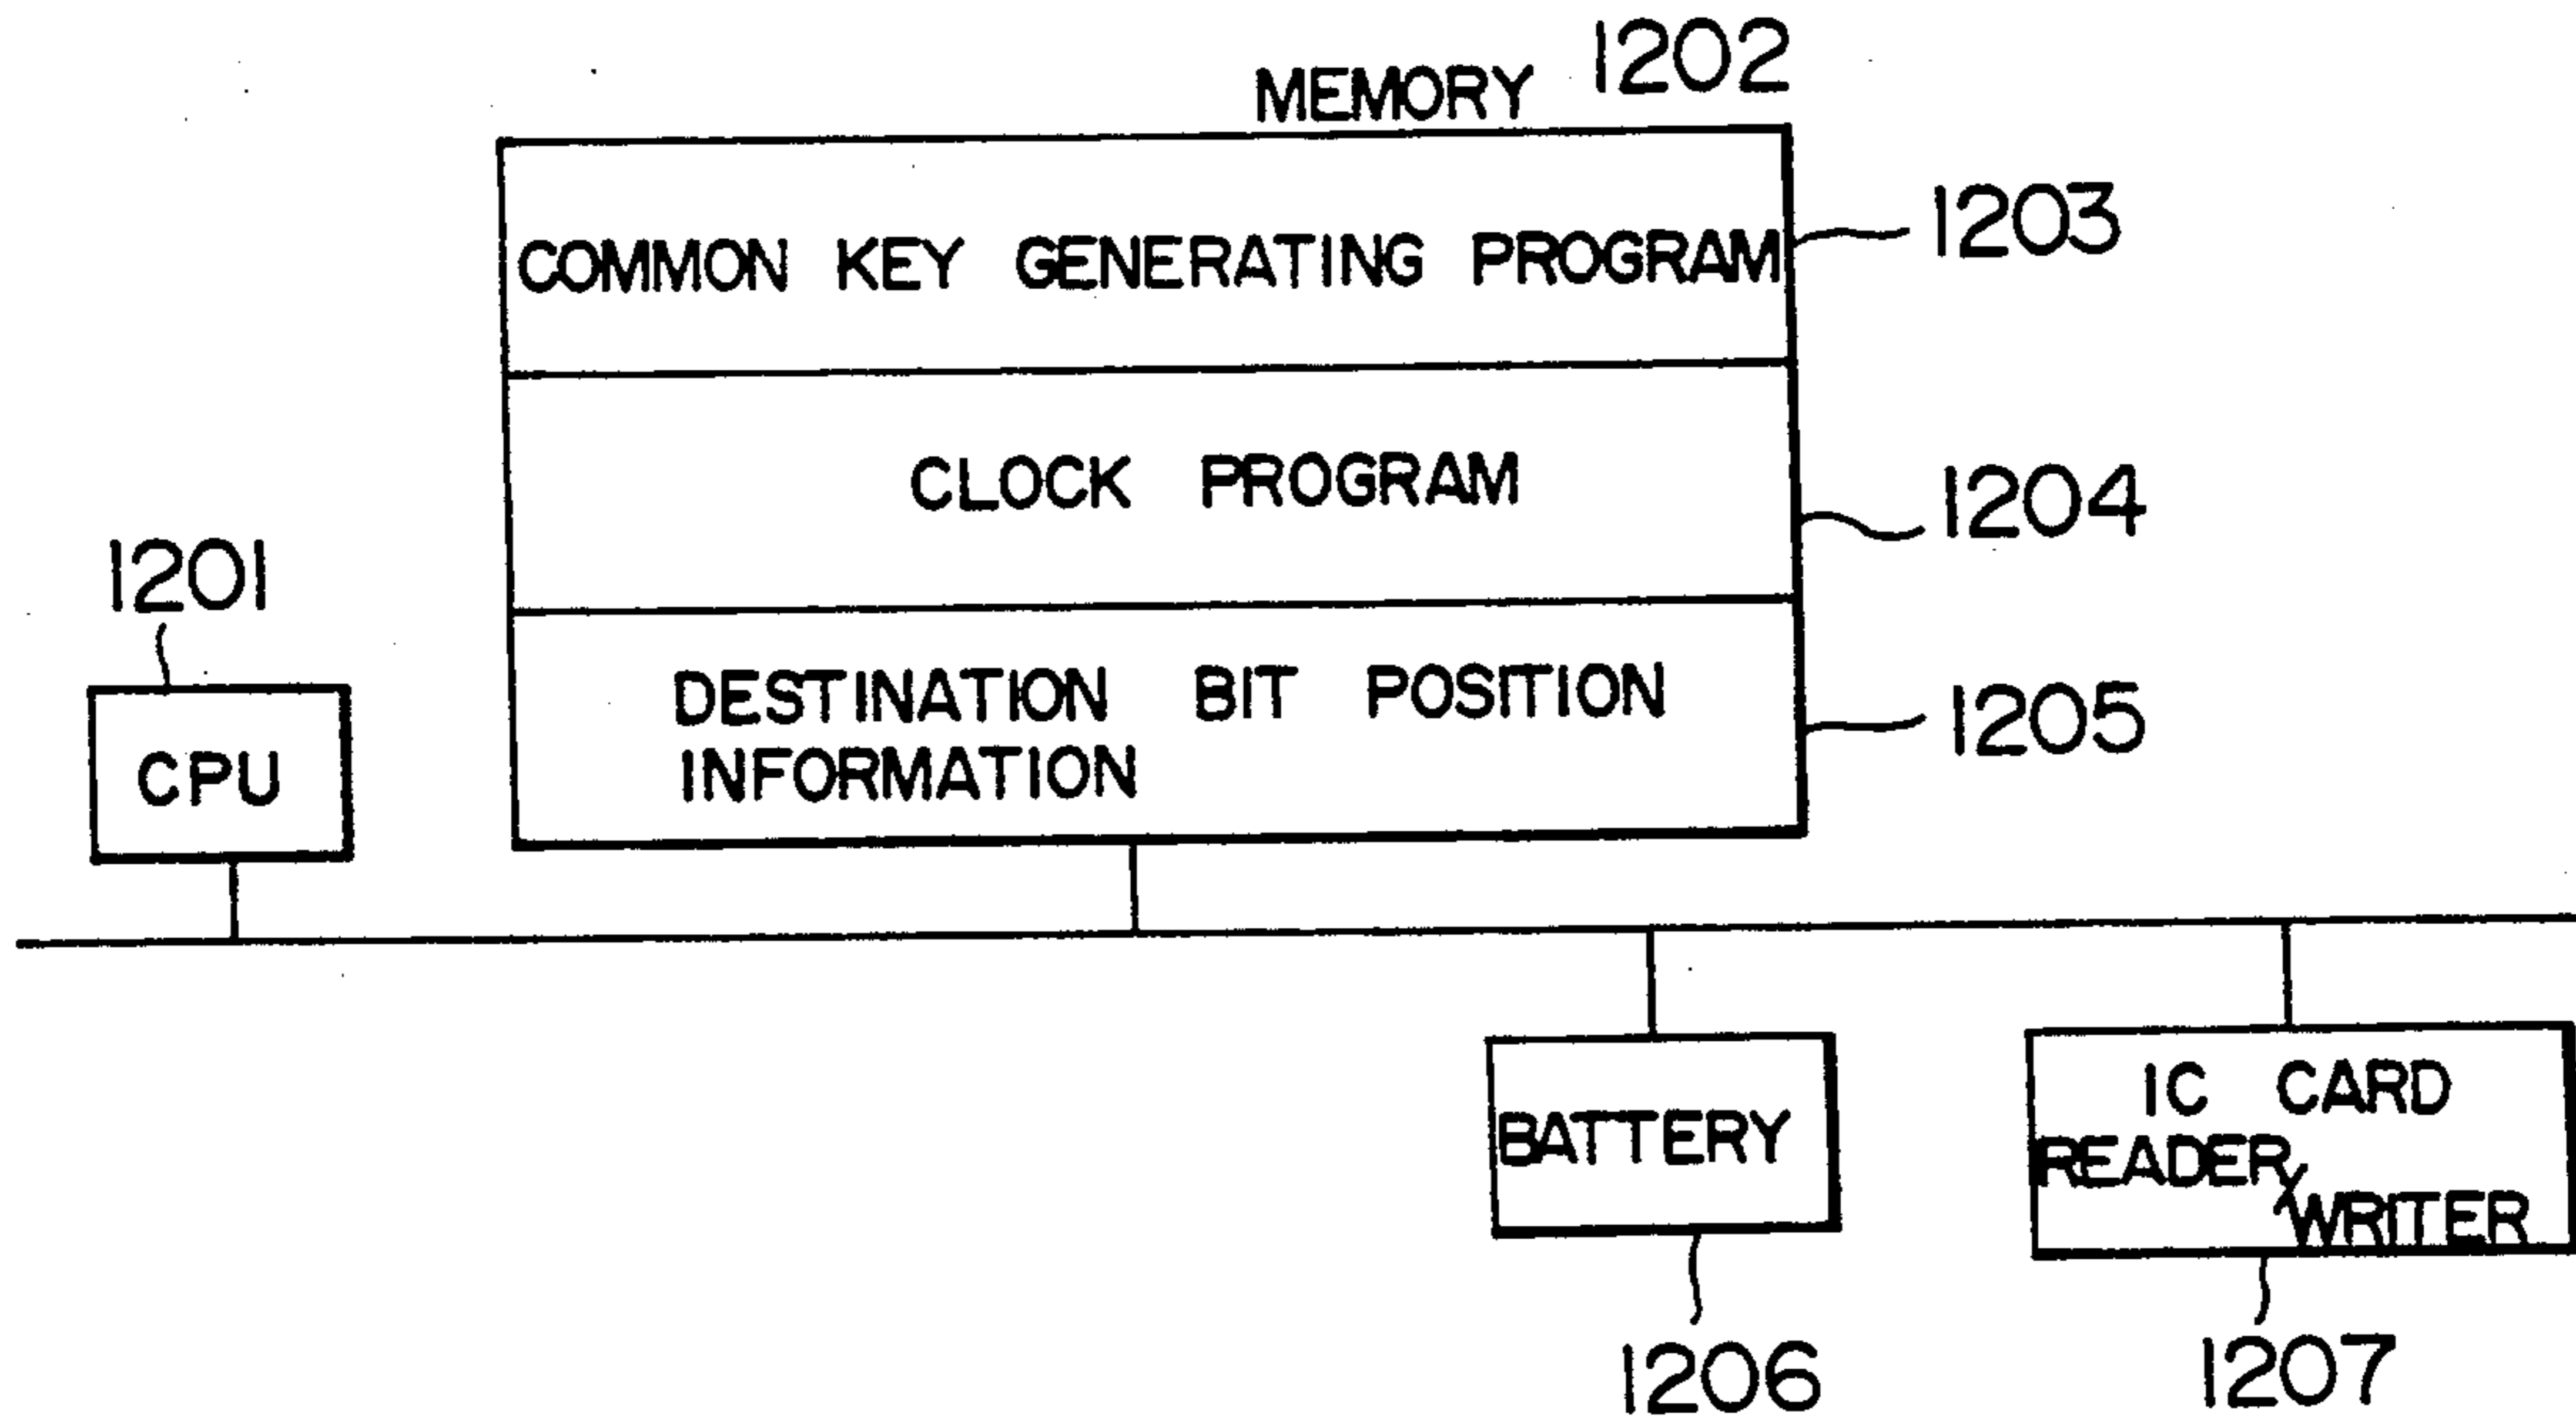 MEMORY 1202
COMMON KEY GENERATING PROGRAM
1203
CLOCK PROGRAM
1204
1201
CPU
DESTINATION BIT POSITION
INFORMATION
1205
BATTERY
1206
IC CARD
READER/
WRITER
1207